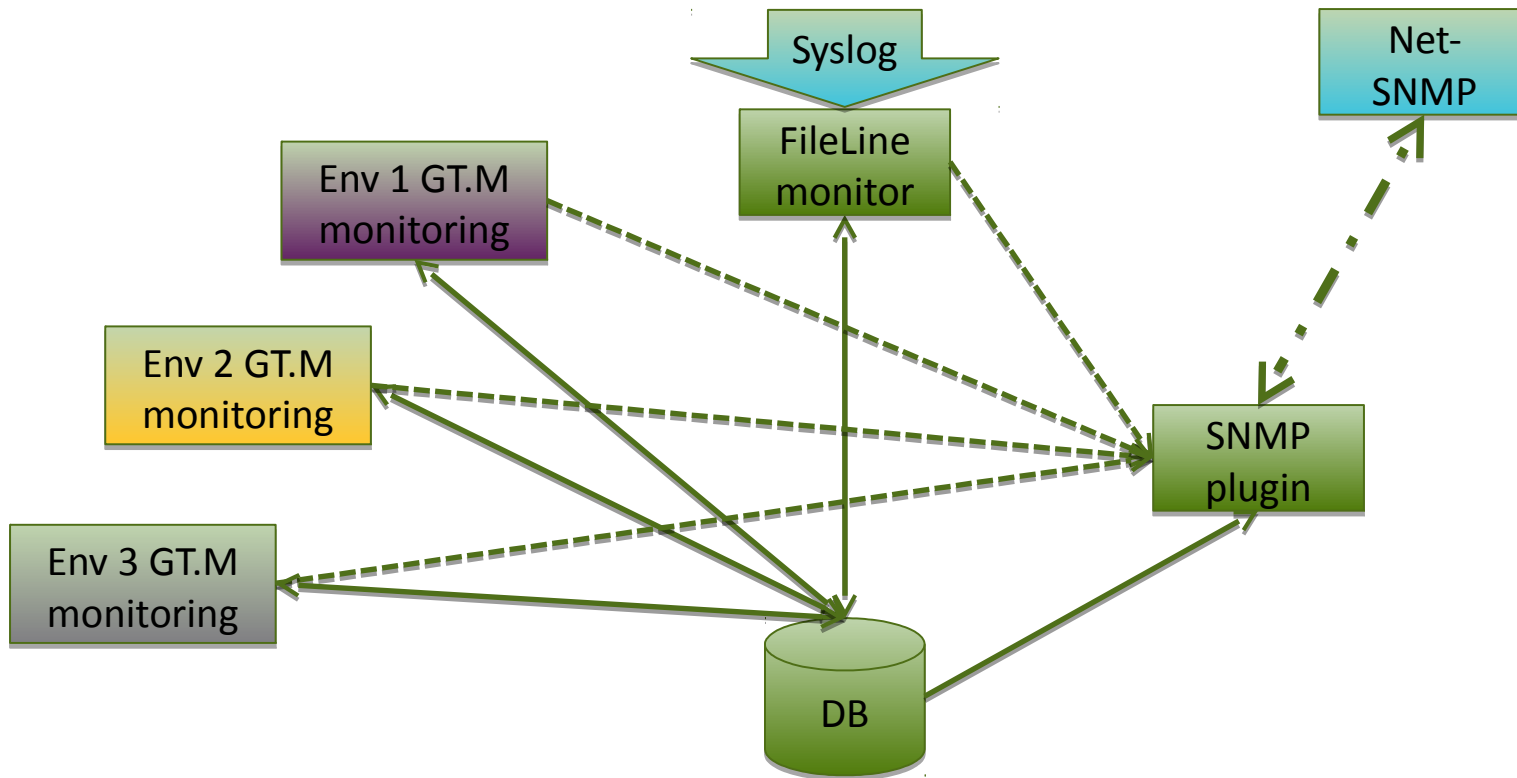 Syslog
Net-
SNMP
FileLine
monitor
Env 1 GT.M
monitoring
Env 2 GT.M
monitoring
SNMP
plugin
Env 3 GT.M
monitoring
DB